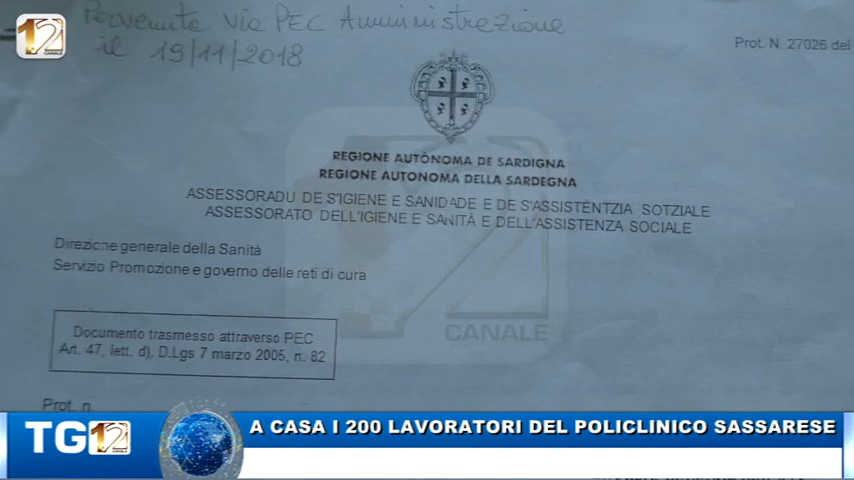 Pervenuta via PEC Amministrazione
il 19/11/2018
12
Prot. N. 27026 del
REGIONE AUTÒNOMA DE SARDIGNA
REGIONE AUTONOMA DELLA SARDEGNA
ASSESSORADU DE S'IGIENE E SANIDADE E DE S'ASSISTÈNTZIA SOTZIALE
ASSESSORATO DELL'IGIENE E SANITÀ E DELL'ASSISTENZA SOCIALE
Direzione generale della Sanità
Servizio Promozione e governo delle reti di cura
CANALE
Documento trasmesso attraverso PEC
Art. 47, lett. d), D.Lgs 7 marzo 2005, n. 82
Prot. n.
TG12
A CASA I 200 LAVORATORI DEL POLICLINICO SASSARESE